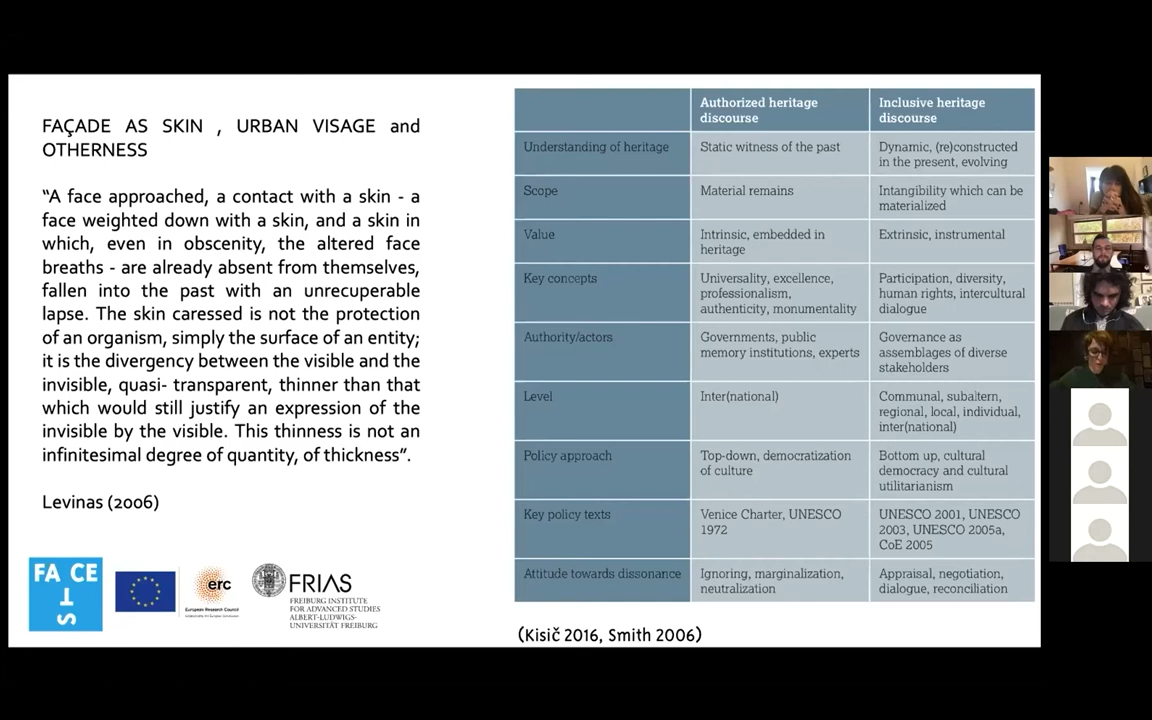 FAÇADE AS SKIN , URBAN VISAGE and
OTHERNESS
“A face approached, a contact with a skin - a
face weighted down with a skin, and a skin in
which, even in obscenity, the altered face
breaths - are already absent from themselves,
fallen into the past with an unrecuperable
lapse. The skin caressed is not the protection
of an organism, simply the surface of an entity;
it is the divergency between the visible and the
invisible, quasi- transparent, thinner than that
which would still justify an expression of the
invisible by the visible. This thinness is not an
infinitesimal degree of quantity, of thickness”.
Levinas (2006)
FA CE
T
S
erc
European Research Council
FRIAS
FREIBURG INSTITUTE
FOR ADVANCED STUDIES
ALBERT-LUDWIGS-
UNIVERSITÄT FREIBURG
Authorized heritage
discourse
Inclusive heritage
discourse
Understanding of heritage
Static witness of the past
Dynamic, (re)constructed
in the present, evolving
Scope
Material remains
Intangibility which can be
materialized
Value
Intrinsic, embedded in
heritage
Extrinsic, instrumental
Key concepts
Universality, excellence,
professionalism,
authenticity, monumentality
Participation, diversity,
human rights, intercultural
dialogue
Authority/actors
Governments, public
memory institutions, experts
Governance as
assemblages of diverse
stakeholders
Level
Inter(national)
Communal, subaltern,
regional, local, individual,
inter(national)
Policy approach
Top-down, democratization
of culture
Bottom up, cultural
democracy and cultural
utilitarianism
Key policy texts
Venice Charter, UNESCO
1972
UNESCO 2001, UNESCO
2003, UNESCO 2005a,
CoE 2005
Attitude towards dissonance
Ignoring, marginalization,
neutralization
Appraisal, negotiation,
dialogue, reconciliation
(Kisič 2016, Smith 2006)